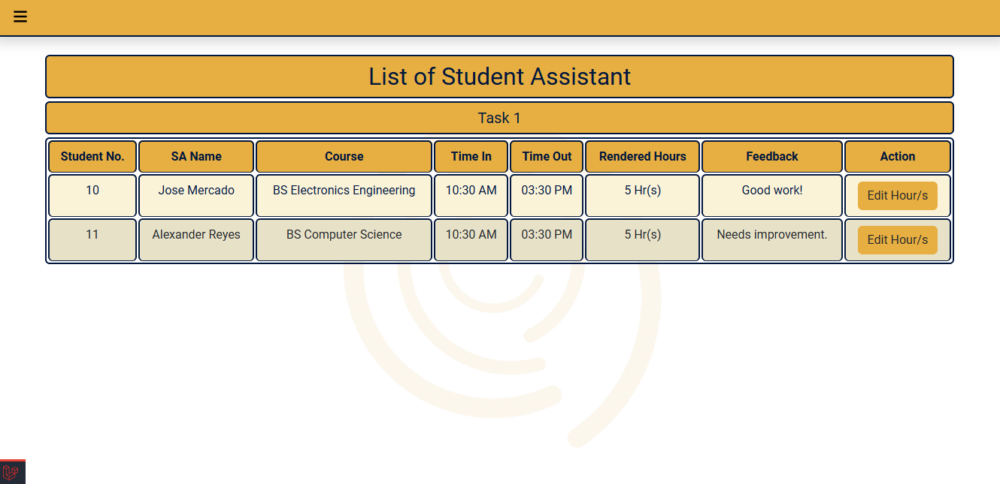 List of Student Assistant
Task 1
Student No. SA Name Course Time In Time Out Rendered Hours Feedback Action
10 Jose Mercado BS Electronics Engineering 10:30 AM 03:30 PM 5 Hr(s) Good work! Edit Hour/s
11 Alexander Reyes BS Computer Science 10:30 AM 03:30 PM 5 Hr(s) Needs improvement. Edit Hour/s